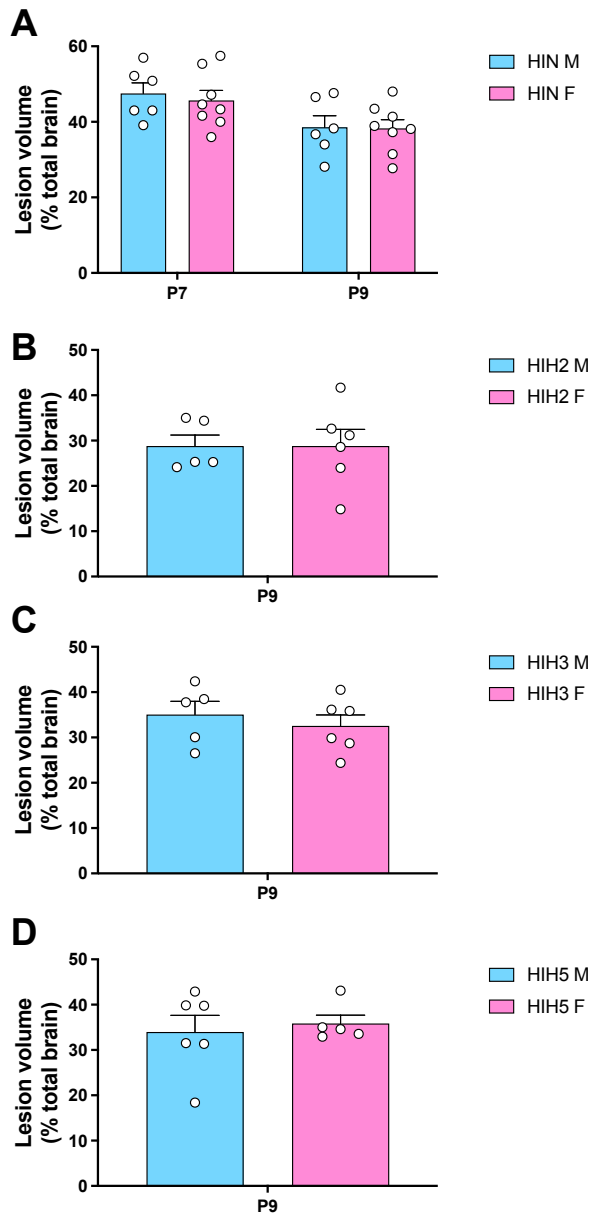 A
Lesion volume
(% total brain)
60
40
20
0
P7
P9
HIN M
HIN F
B
Lesion volume
(% total brain)
50
40
30
20
10
0
P9
HIH2 M
HIH2 F
C
Lesion volume
(% total brain)
50
40
30
20
10
0
P9
HIH3 M
HIH3 F
D
Lesion volume
(% total brain)
50
40
30
20
10
0
P9
HIH5 M
HIH5 F